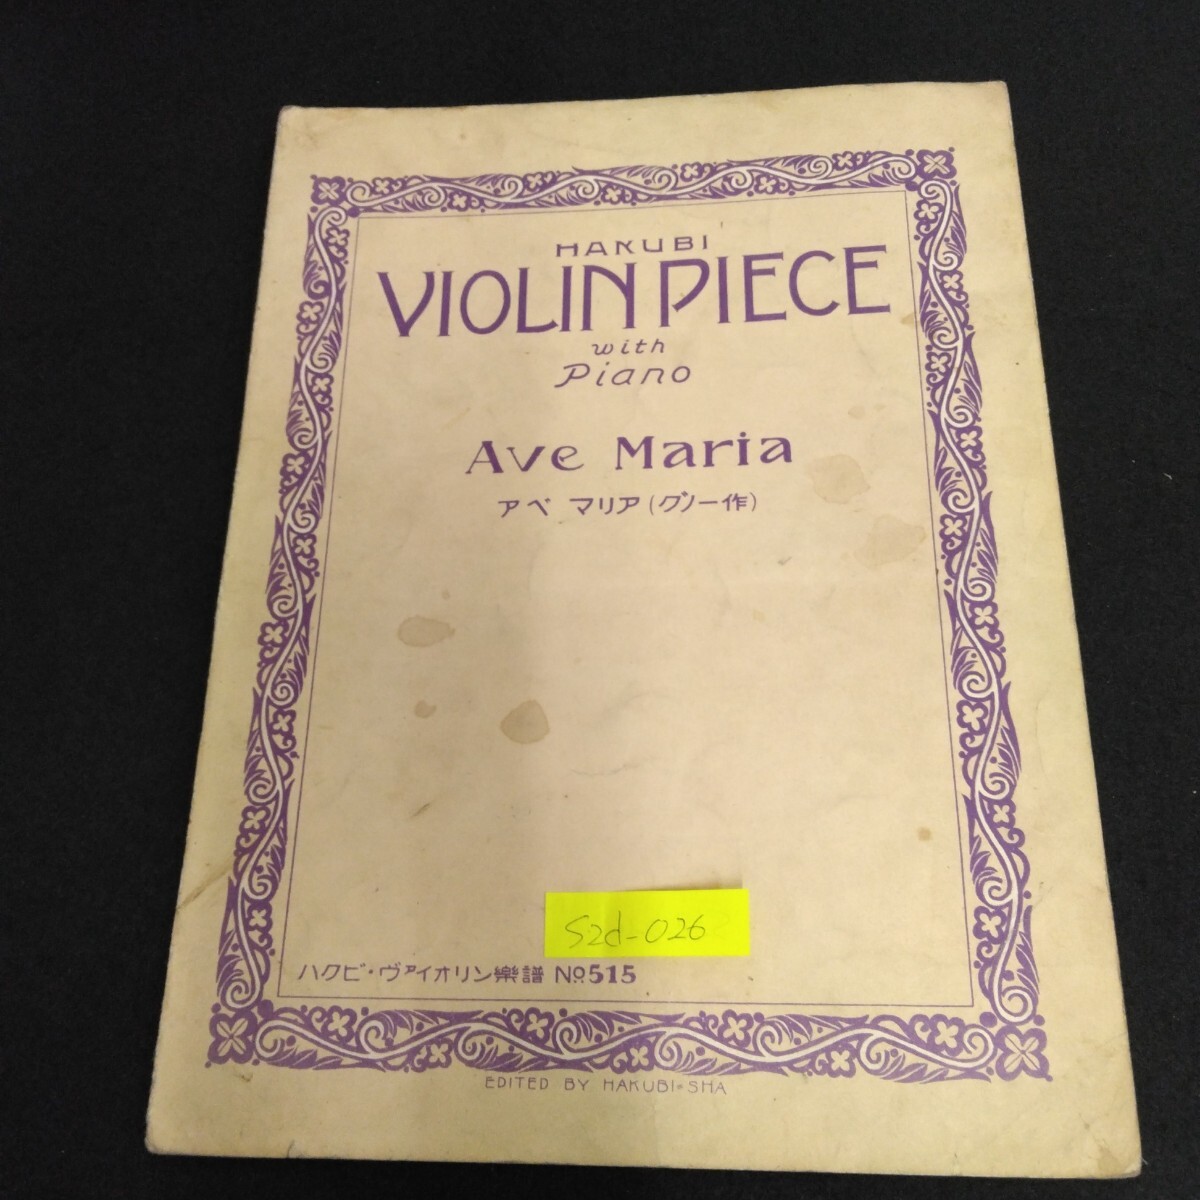 HAKUBI
VIOLIN PIECE
with
Piano
Ave Maria
アベ マリア(グノー作)
S2d-026
ハクビ・ヴァイオリン樂譜 No.515
EDITED BY HAKUBI=SHA